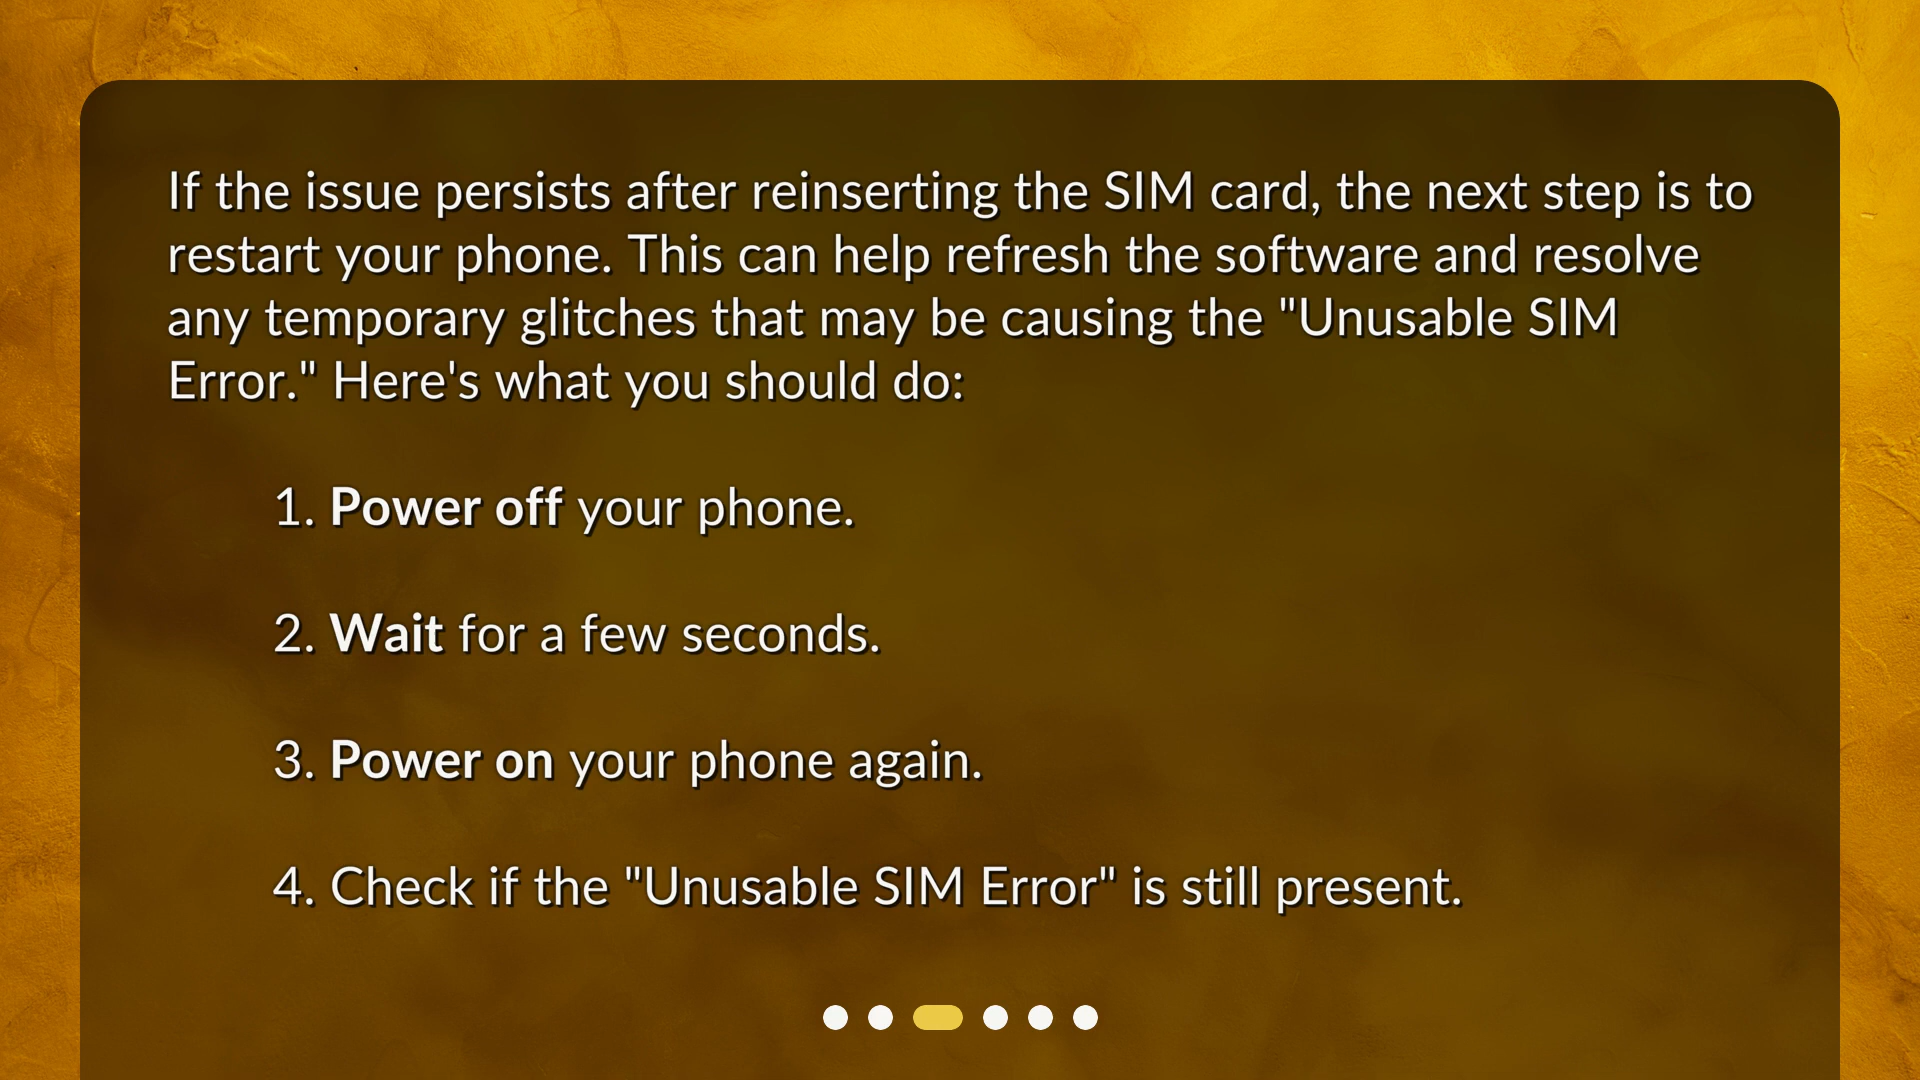 If the issue persists after reinserting the SIM card, the next step is to
restart your phone. This can help refresh the software and resolve
any temporary glitches that may be causing the "Unusable SIM
Error." Here's what you should do:
1. Power off your phone.
2. Wait for a few seconds.
3. Power on your phone again.
4. Check if the "Unusable SIM Error" is still present.